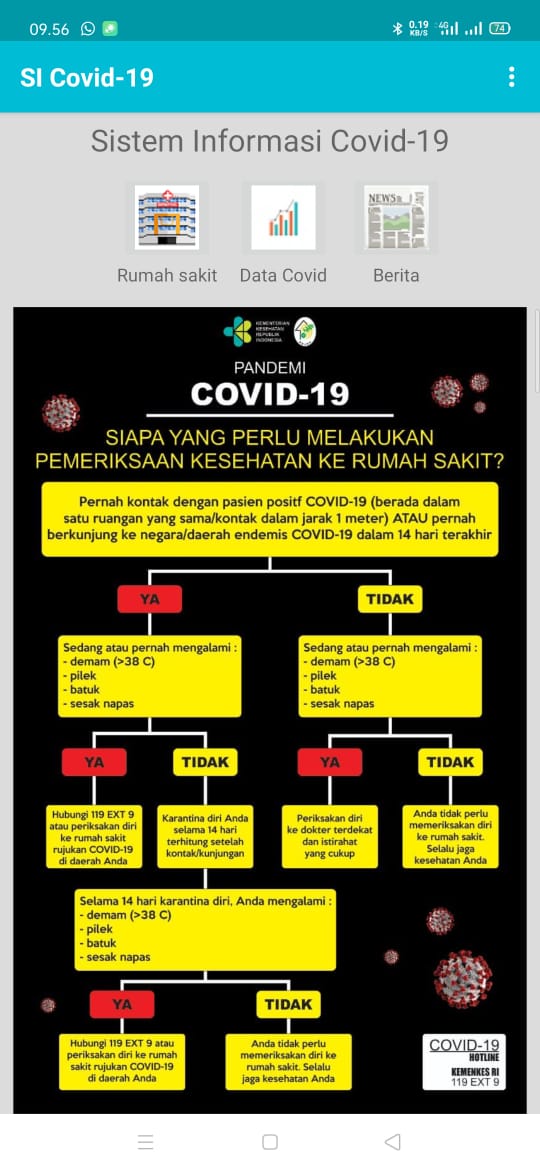 09.56
0.19
KB/S
4G
74
SI Covid-19
Sistem Informasi Covid-19
NEWS
Rumah sakit
Data Covid
Berita
KEMENTERIAN
KESEHATAN
REPUBLIK
INDONESIA
PANDEMI
COVID-19
SIAPA YANG PERLU MELAKUKAN
PEMERIKSAAN KESEHATAN KE RUMAH SAKIT?
Pernah kontak dengan pasien positf COVID-19 (berada dalam
satu ruangan yang sama/kontak dalam jarak 1 meter) ATAU pernah
berkunjung ke negara/daerah endemis COVID-19 dalam 14 hari terakhir
YA
TIDAK
Sedang atau pernah mengalami :
- demam (>38 C)
- pilek
- batuk
- sesak napas
Sedang atau pernah mengalami :
- demam (>38 C)
- pilek
- batuk
- sesak napas
YA
TIDAK
YA
TIDAK
Hubungi 119 EXT 9
atau periksakan diri
ke rumah sakit
rujukan COVID-19
di daerah Anda
Karantina diri Anda
selama 14 hari
terhitung setelah
kontak/kunjungan
Periksakan diri
ke dokter terdekat
dan istirahat
yang cukup
Anda tidak perlu
memeriksakan diri
ke rumah sakit.
Selalu jaga
kesehatan Anda
Selama 14 hari karantina diri, Anda mengalami :
- demam (>38 C)
- pilek
- batuk
- sesak napas
YA
TIDAK
Hubungi 119 EXT 9 atau
periksakan diri ke rumah
sakit rujukan COVID-19
di daerah Anda
Anda tidak perlu
memeriksakan diri ke
rumah sakit. Selalu
jaga kesehatan Anda
COVID-19
HOTLINE
KEMENKES RI
119 EXT 9